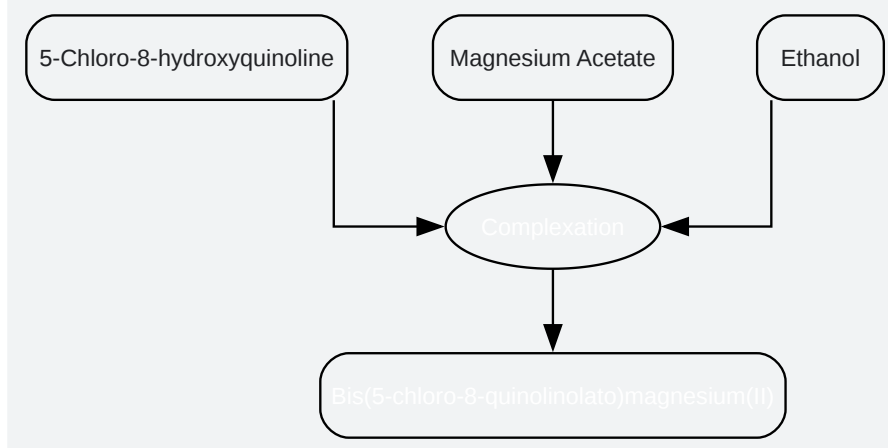 5-Chloro-8-hydroxyquinoline
Magnesium Acetate
Ethanol
Complexation
Bis(5-chloro-8-quinolinolato)magnesium(II)